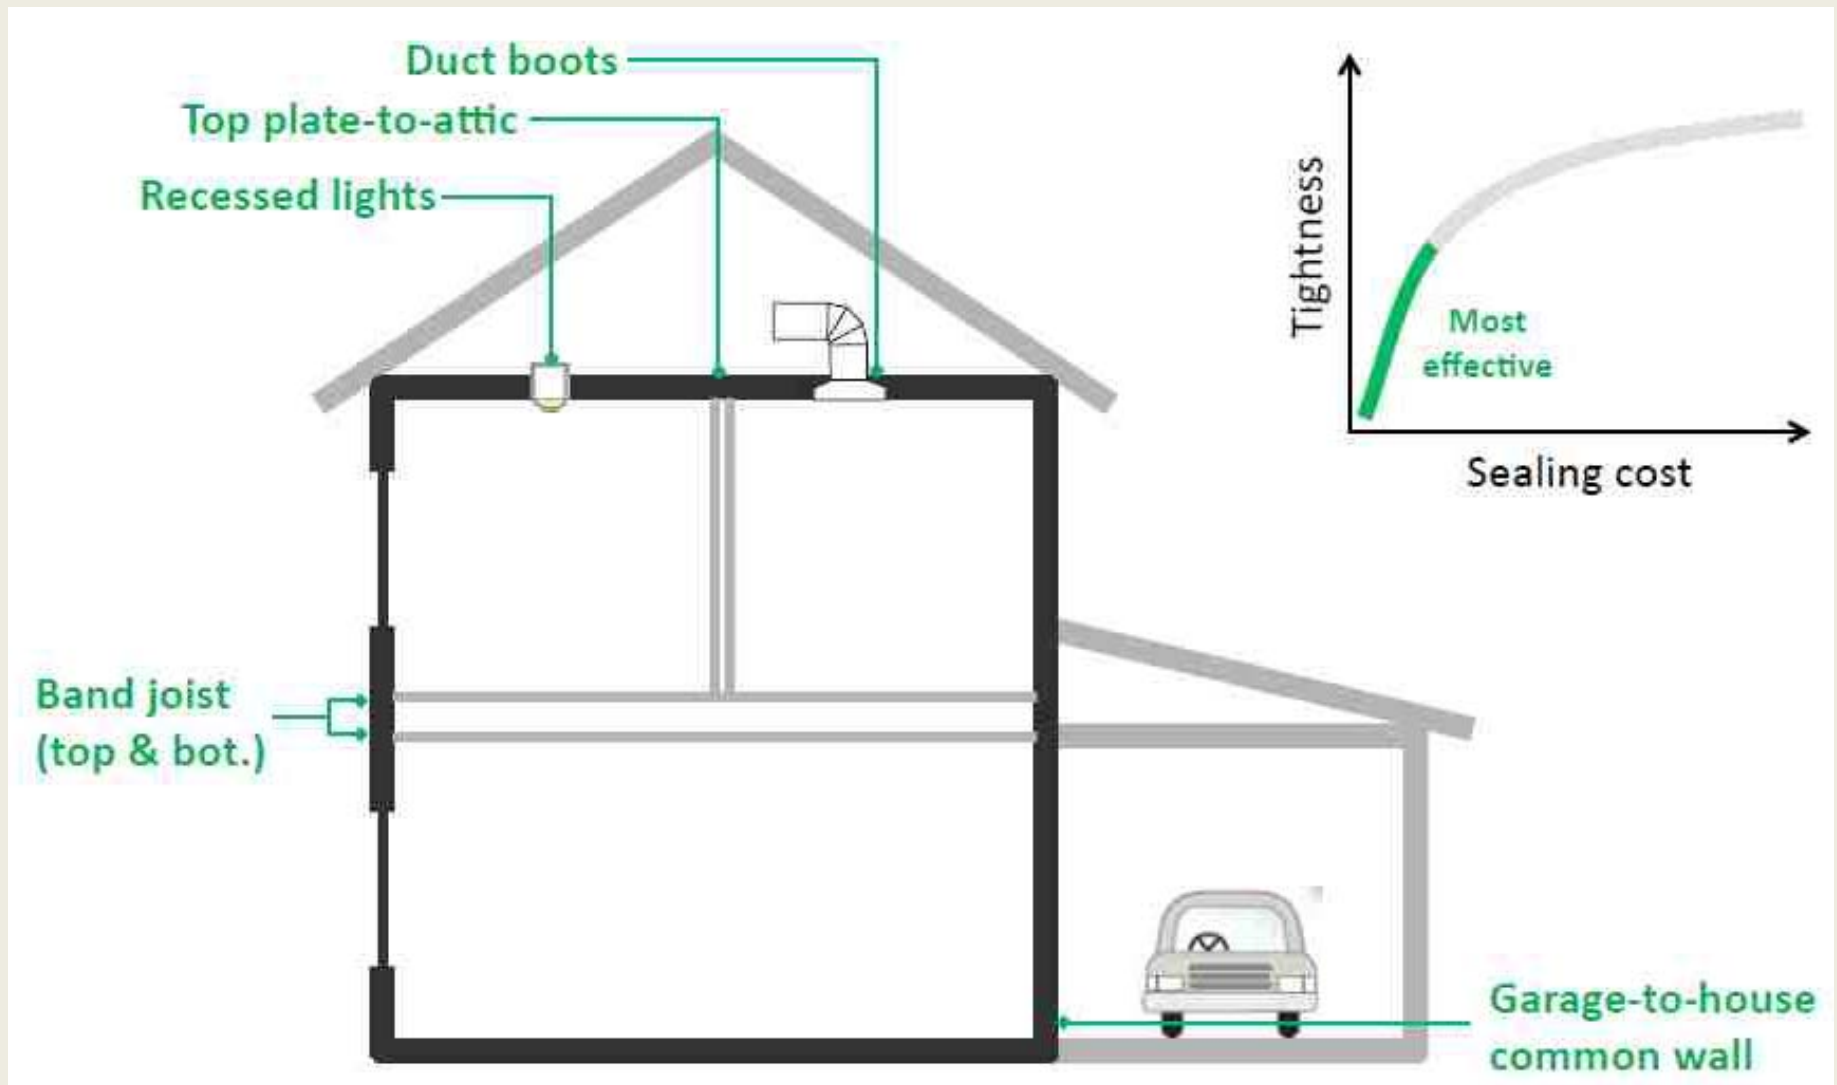 Duct boots
Top plate-to-attic
Recessed lights
Tightness
Most
effective
Sealing cost
Band joist
(top & bot.)
Garage-to-house
common wall